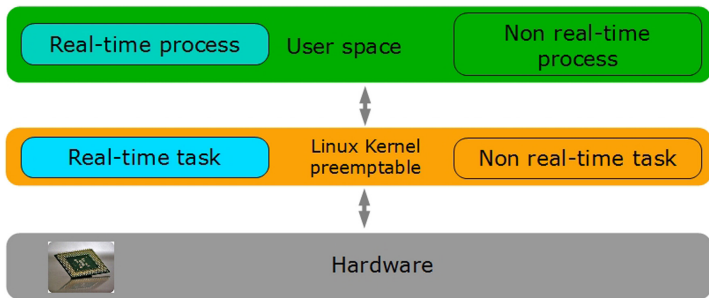 Real-time process
User space
Non real-time
process
Real-time task
Linux Kernel
preemptable
Non real-time task
Hardware